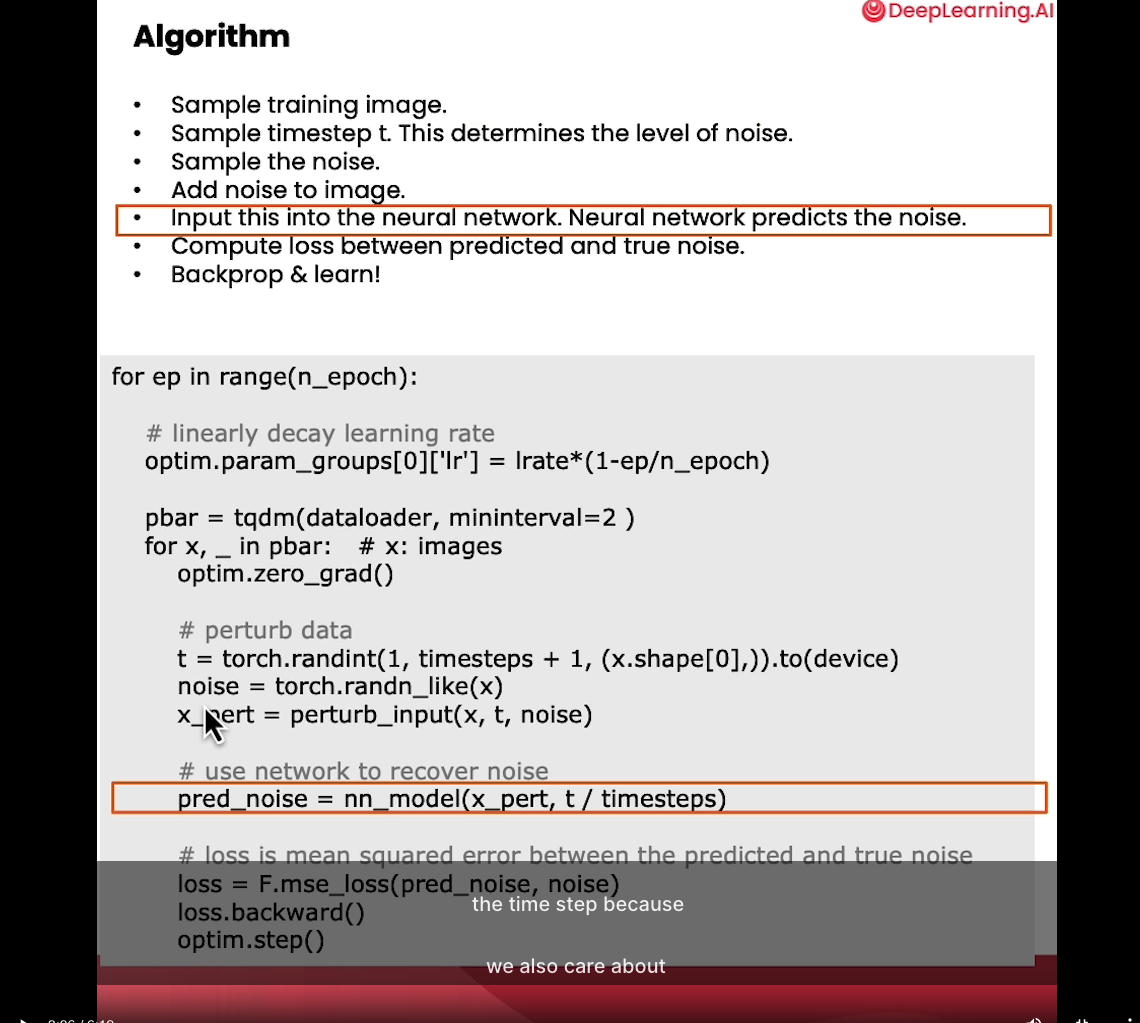 DeepLearning.AI
Algorithm
• Sample training image.
• Sample timestep t. This determines the level of noise.
• Sample the noise.
• Add noise to image.
• Input this into the neural network. Neural network predicts the noise.
• Compute loss between predicted and true noise.
• Backprop & learn!
for ep in range(n_epoch):
# linearly decay learning rate
optim.param_groups[0]['lr'] = lrate*(1-ep/n_epoch)
pbar = tqdm(dataloader, mininterval=2 )
for x, _ in pbar: # x: images
optim.zero_grad()
# perturb data
t = torch.randint(1, timesteps + 1, (x.shape[0],)).to(device)
noise = torch.randn_like(x)
x_pert = perturb_input(x, t, noise)
# use network to recover noise
pred_noise = nn_model(x_pert, t / timesteps)
# loss is mean squared error between the predicted and true noise
loss = F.mse_loss(pred_noise, noise)
the time step because
loss.backward()
optim.step()
we also care about